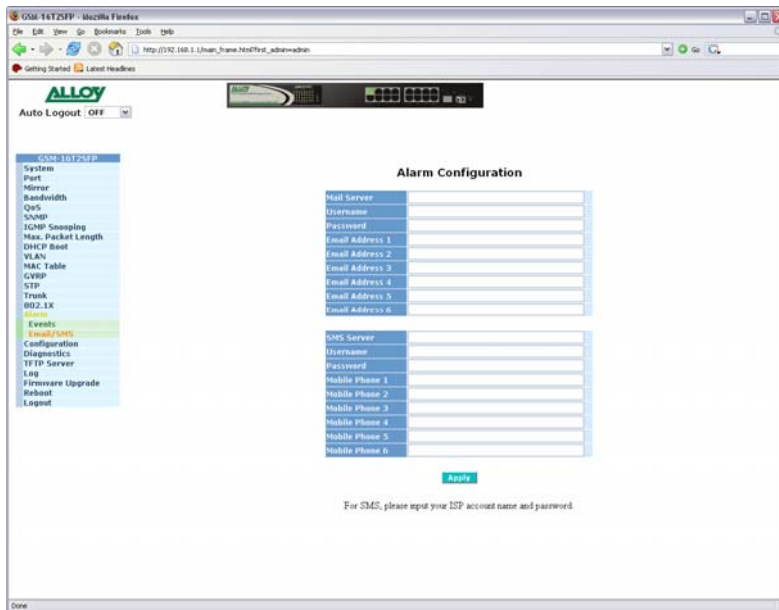 GSM-16T2SFP - Mozilla Firefox
File Edit View Go Bookmarks Tools Help
http://192.168.1.1/main_frame.html?first_admin=admin
Go
Getting Started Latest Headlines
ALLOY
Auto Logout OFF
GSM-16T2SFP
System
Port
Mirror
Bandwidth
QoS
SNMP
IGMP Snooping
Max. Packet Length
DHCP Boot
VLAN
MAC Table
GVRP
STP
Trunk
802.1X
Alarm
Events
Email/SMS
Configuration
Diagnostics
TFTP Server
Log
Firmware Upgrade
Reboot
Logout
Alarm Configuration
Mail Server
Username
Password
Email Address 1
Email Address 2
Email Address 3
Email Address 4
Email Address 5
Email Address 6
SMS Server
Username
Password
Mobile Phone 1
Mobile Phone 2
Mobile Phone 3
Mobile Phone 4
Mobile Phone 5
Mobile Phone 6
Apply
For SMS, please input your ISP account name and password
Done